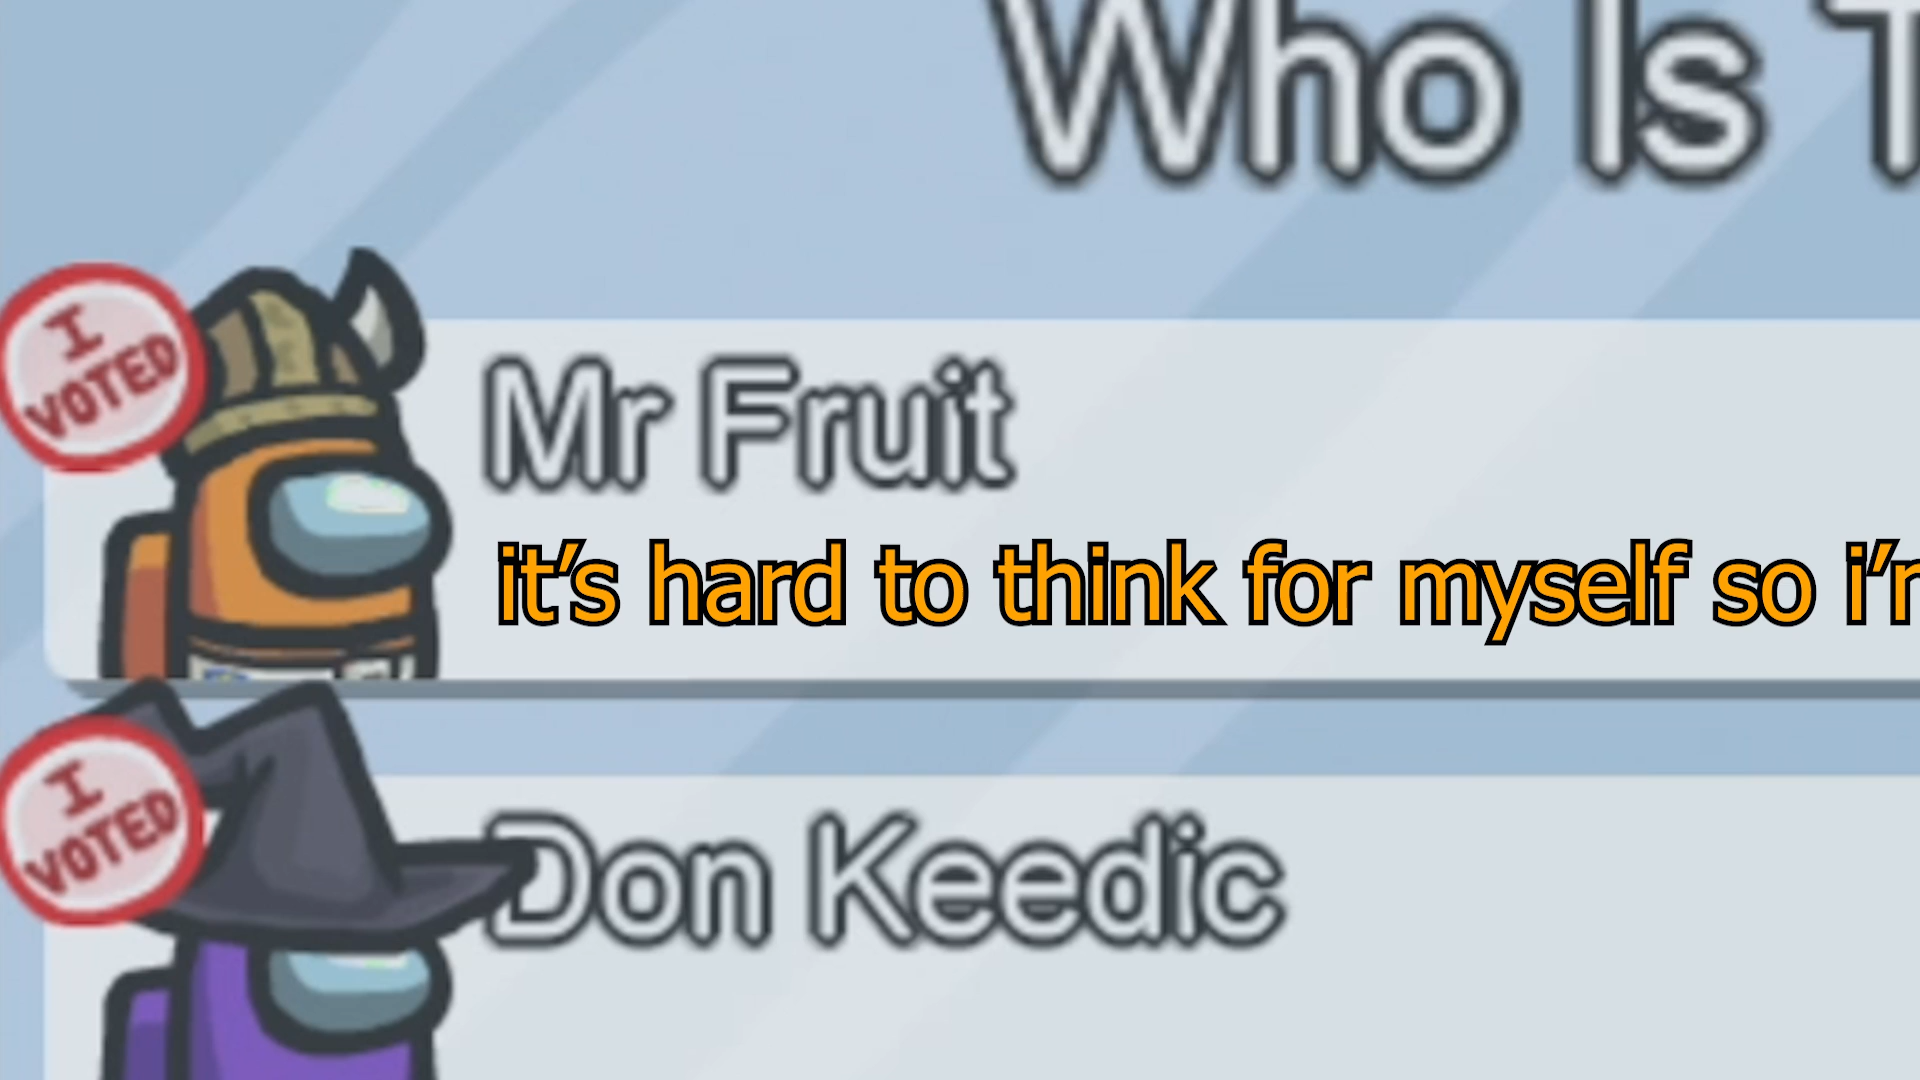 Who Is
I
VOTED
Mr Fruit
it's hard to think for myself so
I
VOTED
Don Keedic